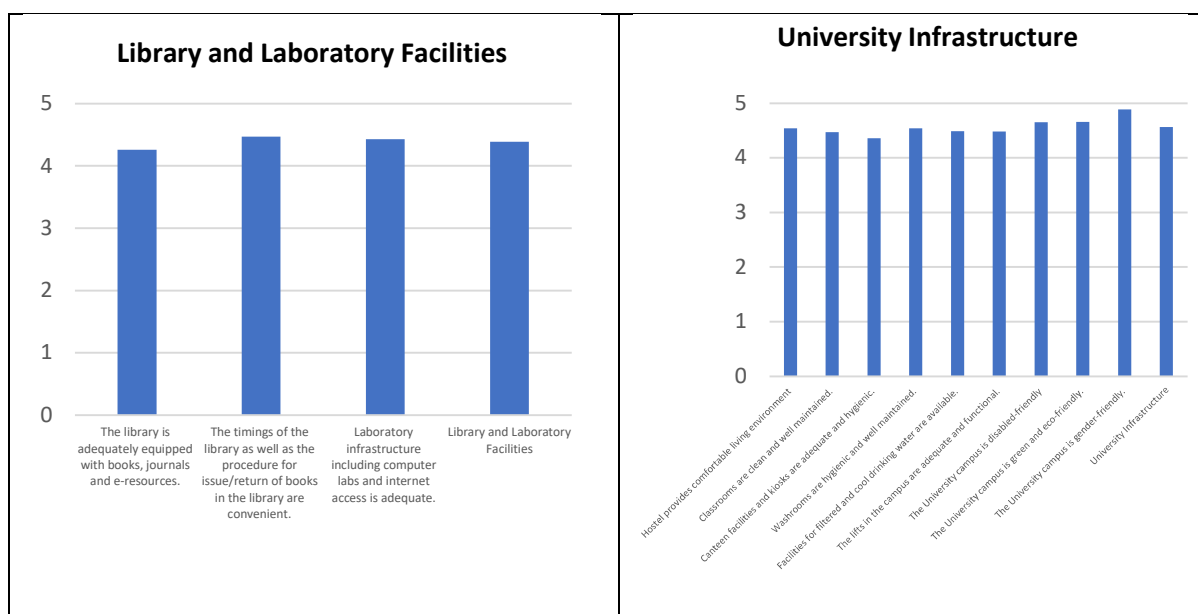 Library and Laboratory Facilities
5
4
3
2
1
0
The library is
adequately equipped
with books, journals
and e-resources.
The timings of the
library as well as the
procedure for
issue/return of books
in the library are
convenient.
Laboratory
infrastructure
including computer
labs and internet
access is adequate.
Library and Laboratory
Facilities
University Infrastructure
5
4
3
2
1
0
Hostel provides comfortable living environment
Classrooms are clean and well maintained.
Canteen facilities and kiosks are adequate and hygienic.
Washrooms are hygienic and well maintained.
Facilities for filtered and cool drinking water are available.
The lifts in the campus are adequate and functional.
The University campus is disabled-friendly
The University campus is green and eco-friendly.
The University campus is gender-friendly.
University Infrastructure